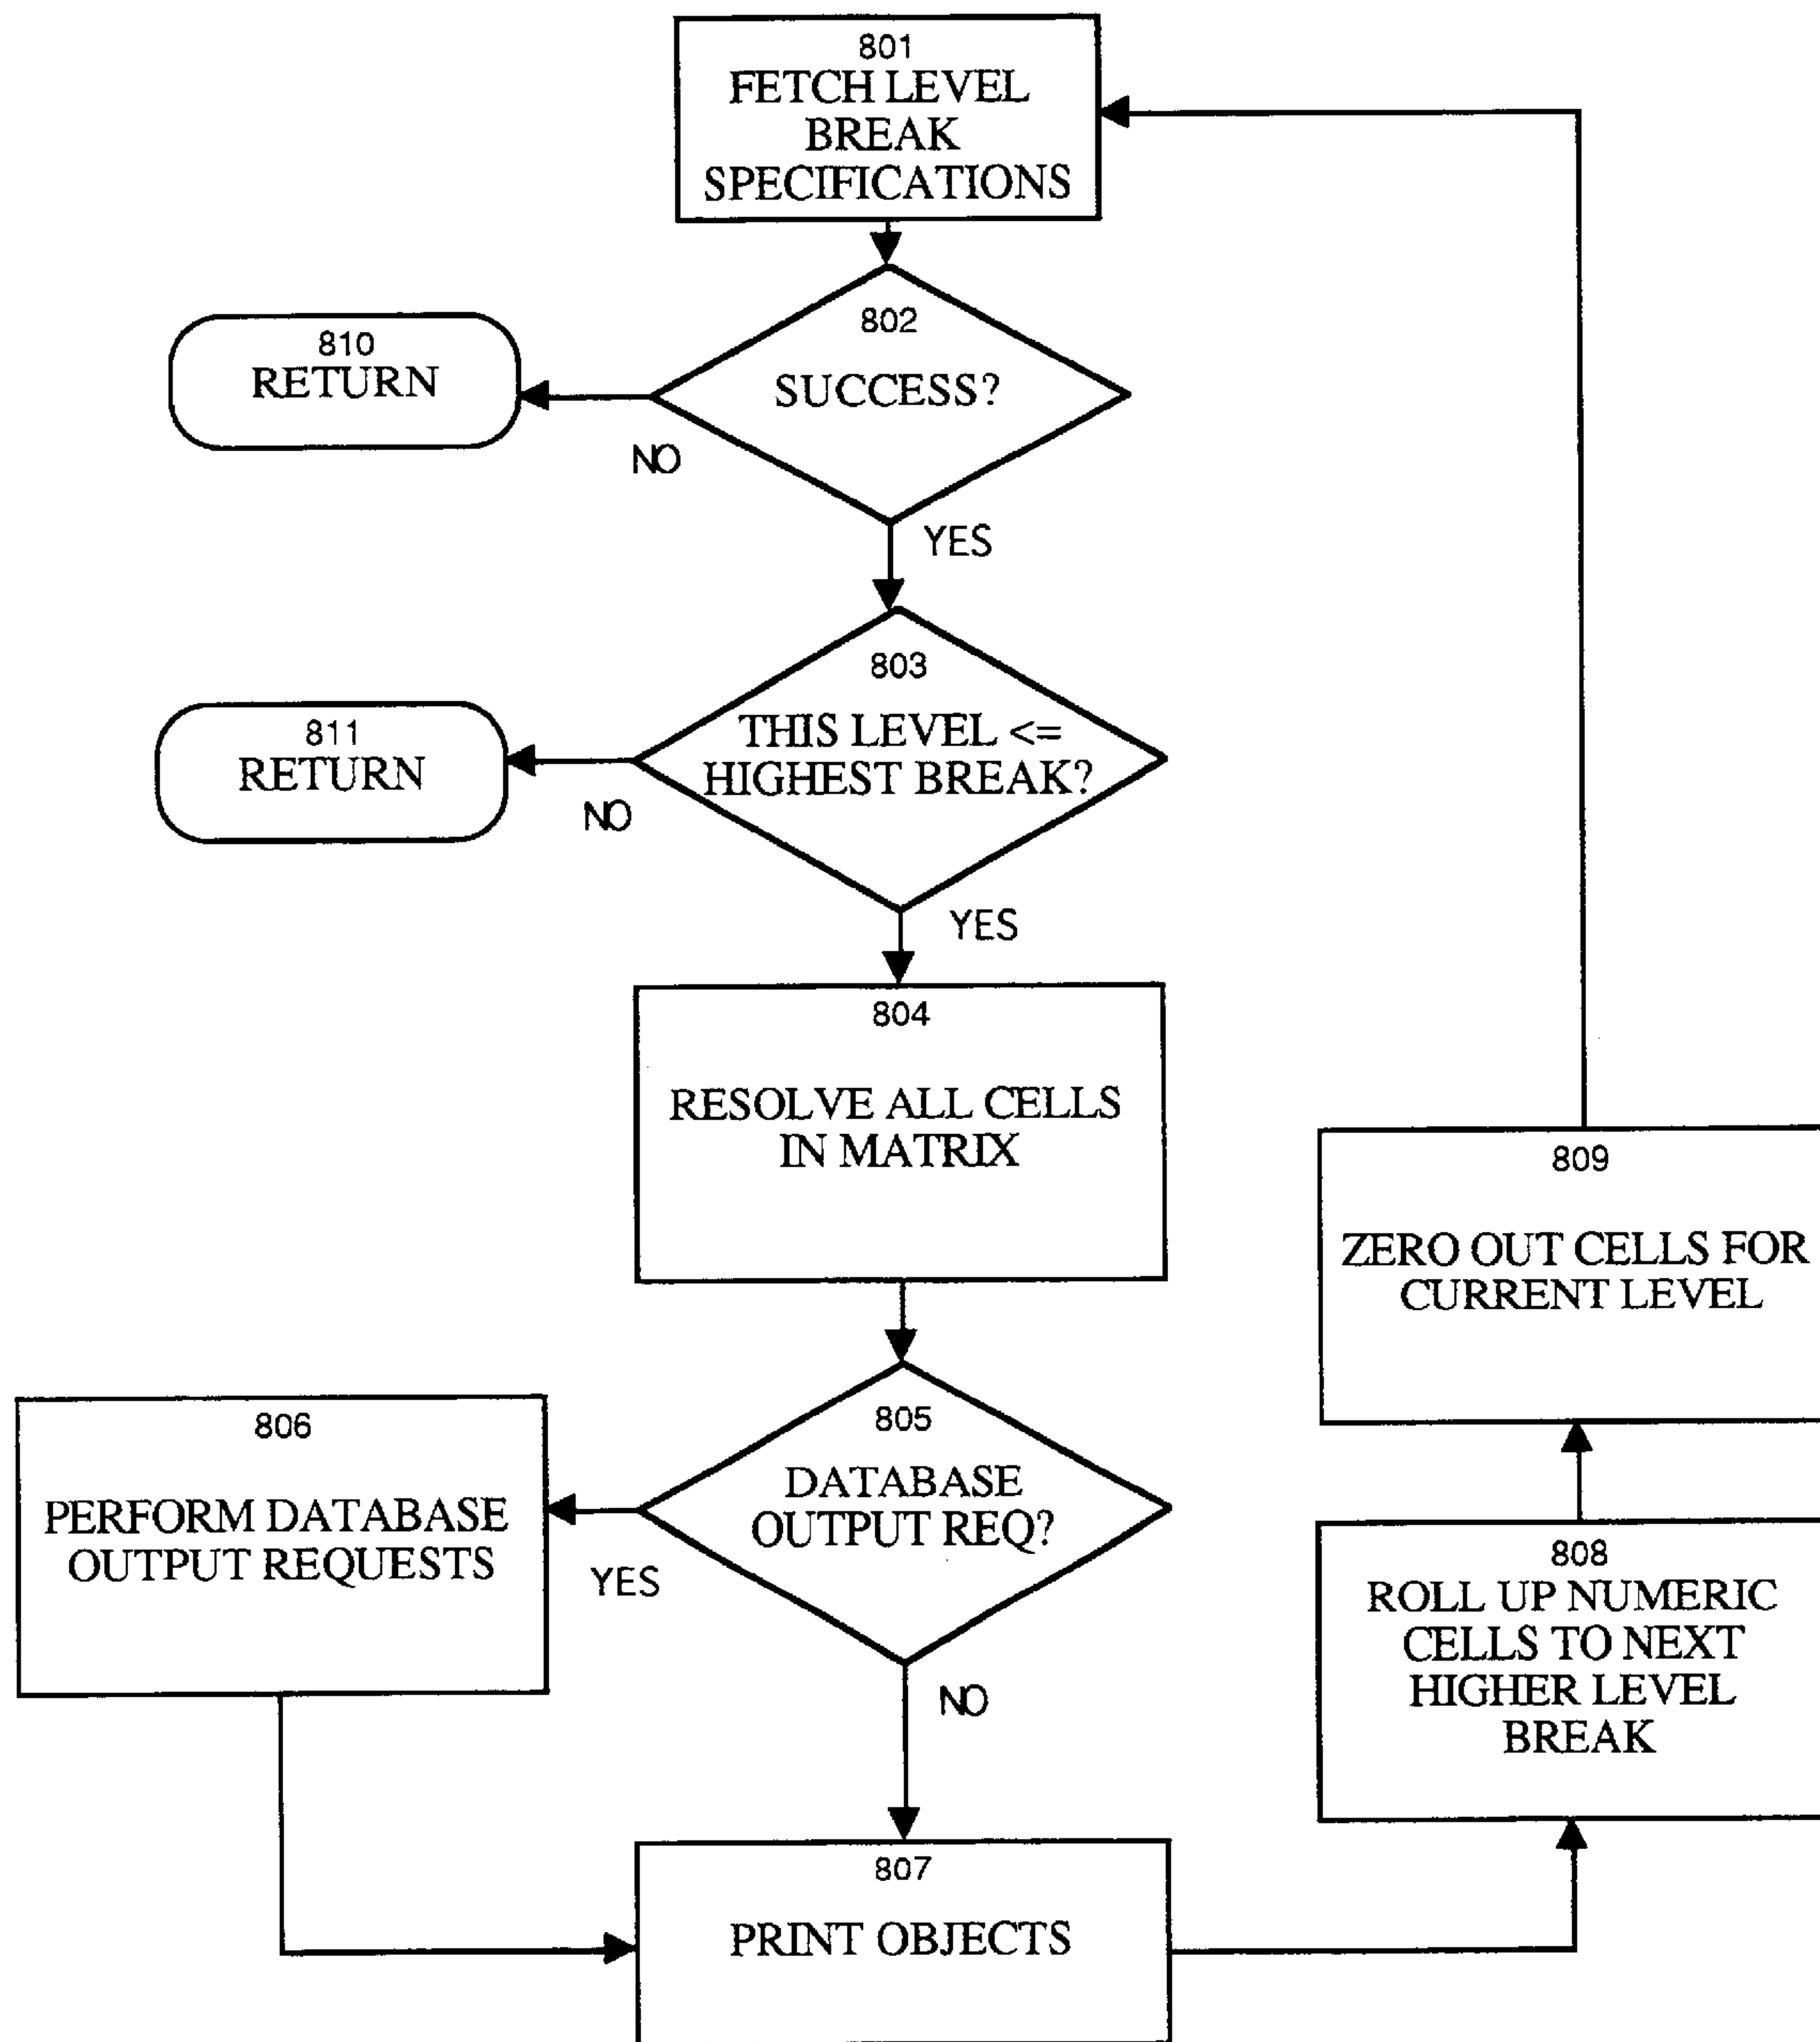 801
FETCH LEVEL
BREAK
SPECIFICATIONS
802
SUCCESS?
810
RETURN
NO
YES
803
THIS LEVEL <=
HIGHEST BREAK?
811
RETURN
NO
YES
804
RESOLVE ALL CELLS
IN MATRIX
805
DATABASE
OUTPUT REQ?
806
PERFORM DATABASE
OUTPUT REQUESTS
YES
NO
807
PRINT OBJECTS
808
ROLL UP NUMERIC
CELLS TO NEXT
HIGHER LEVEL
BREAK
809
ZERO OUT CELLS FOR
CURRENT LEVEL